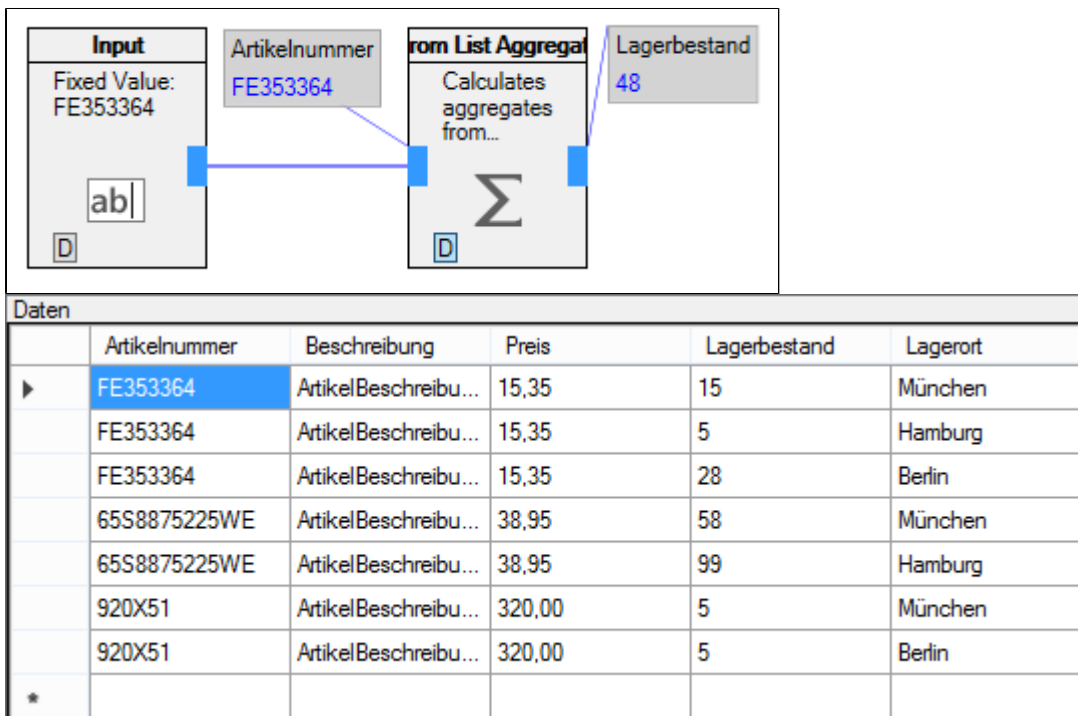 Input
Fixed Value:
FE353364
ab
D
Artikelnummer
FE353364
rom List Aggregat
Calculates
aggregates
from...
Σ
D
Lagerbestand
48
Daten
Artikelnummer Beschreibung Preis Lagerbestand Lagerort
FE353364 ArtikelBeschreibu... 15,35 15 München
FE353364 ArtikelBeschreibu... 15,35 5 Hamburg
FE353364 ArtikelBeschreibu... 15,35 28 Berlin
65S8875225WE ArtikelBeschreibu... 38,95 58 München
65S8875225WE ArtikelBeschreibu... 38,95 99 Hamburg
920X51 ArtikelBeschreibu... 320,00 5 München
920X51 ArtikelBeschreibu... 320,00 5 Berlin
*